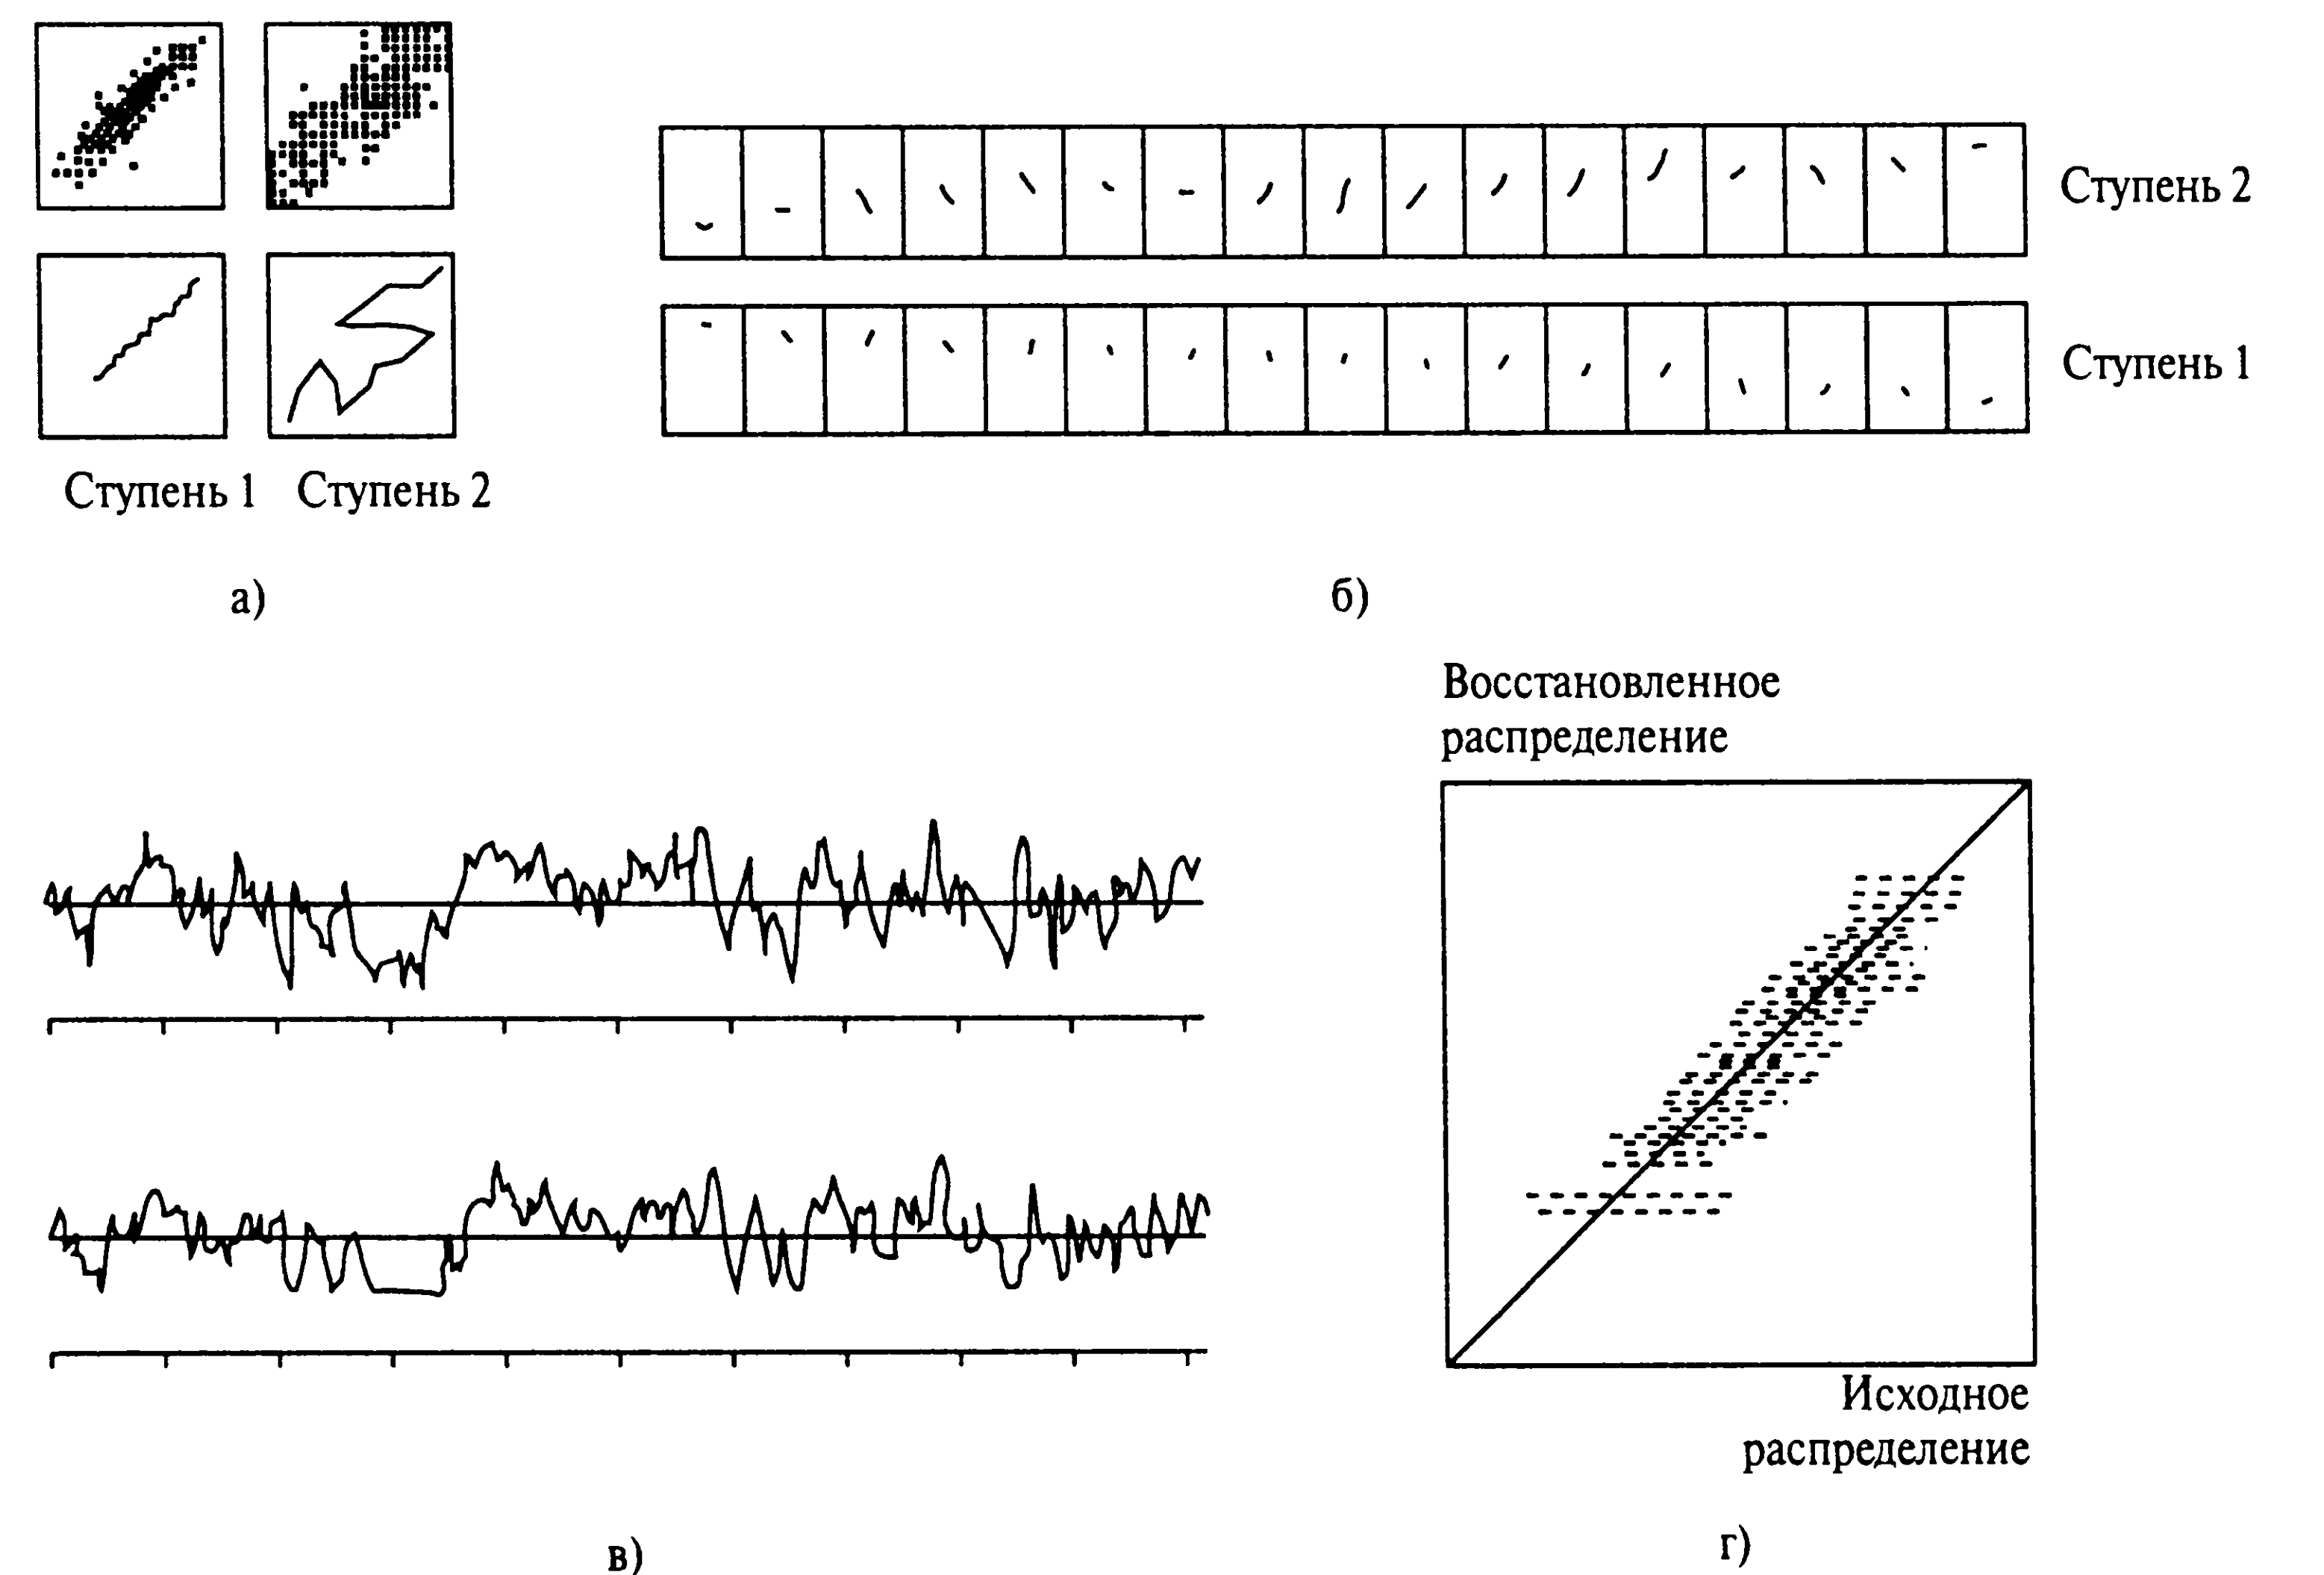 Ступень 2
Ступень 1
Ступень 1 Ступень 2
а)
б)
Восстановленное
распределение
Исходное
распределение
в)
г)